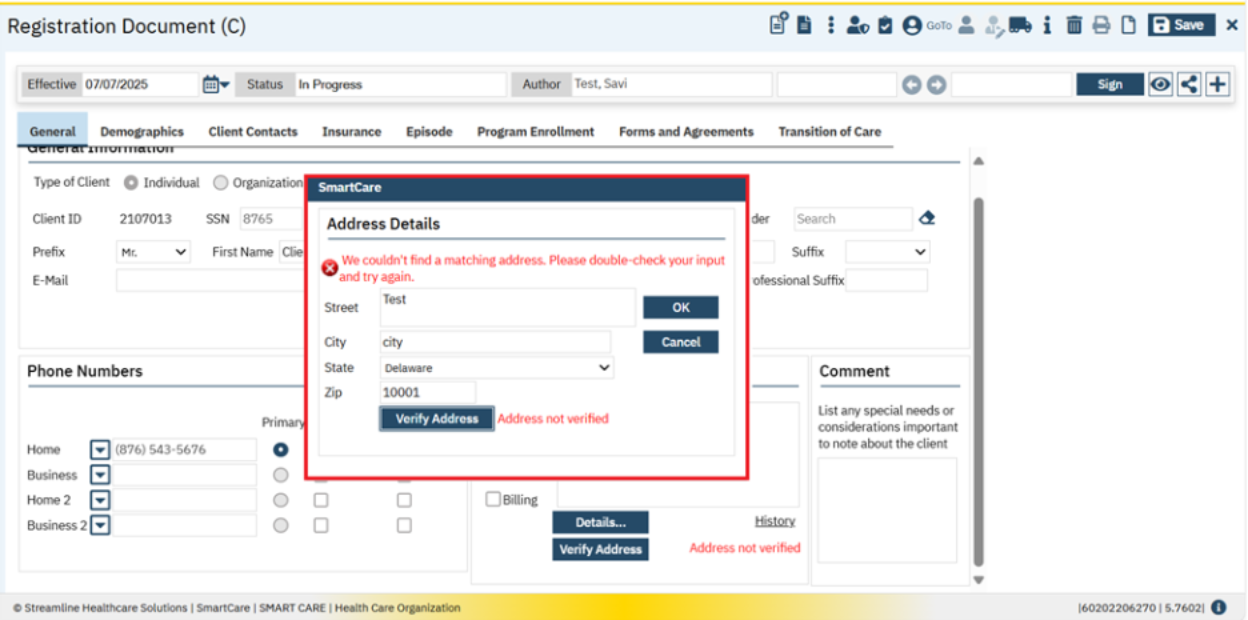 Registration Document (C)
GoTo
Save
Effective 07/07/2025 Status In Progress Author Test, Savi Sign
General Demographics Client Contacts Insurance Episode Program Enrollment Forms and Agreements Transition of Care
General Information
Type of Client Individual Organization
Client ID 2107013 SSN 8765 der Search
Prefix Mr. First Name Clie Suffix
E-Mail ofessional Suffix
SmartCare
Address Details
We couldn't find a matching address. Please double-check your input
and try again.
Street Test OK
City city Cancel
State Delaware
Zip 10001
Verify Address Address not verified
Phone Numbers
Primary
Home (876) 543-5676
Business
Home 2
Business 2
Billing
Details... History
Verify Address Address not verified
Comment
List any special needs or
considerations important
to note about the client
© Streamline Healthcare Solutions | SmartCare | SMART CARE | Health Care Organization |60202206270 | 5.7602|